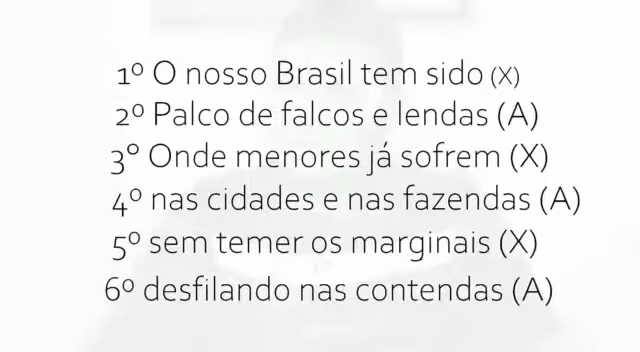 1º O nosso Brasil tem sido (X)
2º Palco de falcos e lendas (A)
3° Onde menores já sofrem (X)
4º nas cidades e nas fazendas (A)
5º sem temer os marginais (X)
6º desfilando nas contendas (A)